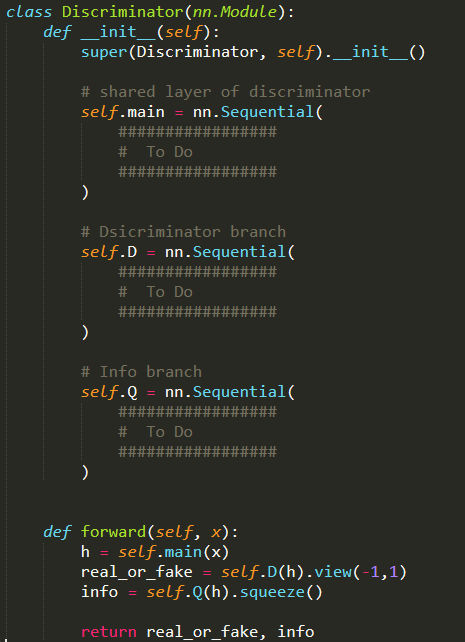 class Discriminator(nn.Module):
    def __init__(self):
        super(Discriminator, self).__init__()
        # shared layer of discriminator
        self.main = nn.Sequential(
            #################
            #  To Do
            #################
        )
        # Dsicriminator branch
        self.D = nn.Sequential(
            #################
            #  To Do
            #################
        )
        # Info branch
        self.Q = nn.Sequential(
            #################
            #  To Do
            #################
        )
    def forward(self, x):
        h = self.main(x)
        real_or_fake = self.D(h).view(-1,1)
        info = self.Q(h).squeeze()
        return real_or_fake, info